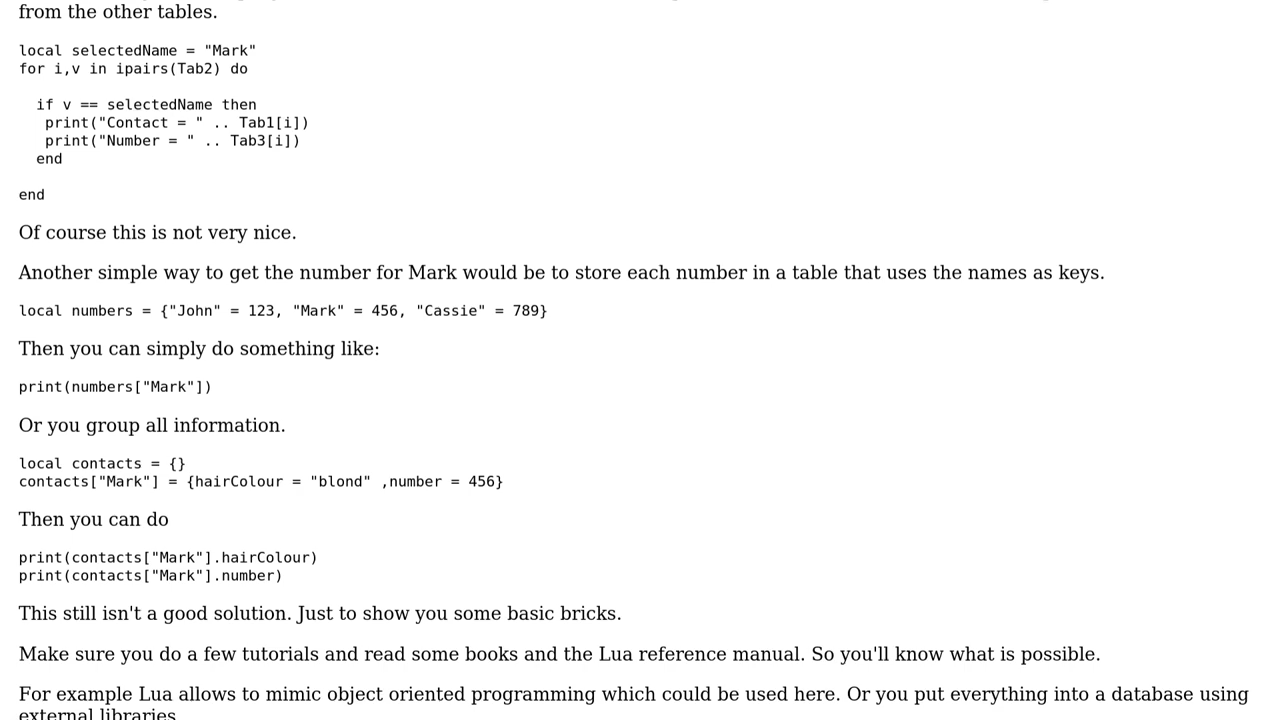 from the other tables.
local selectedName = "Mark"
for i,v in ipairs(Tab2) do
if v == selectedName then
print("Contact = " .. Tab1[i])
print("Number = " .. Tab3[i])
end
end
Of course this is not very nice.
Another simple way to get the number for Mark would be to store each number in a table that uses the names as keys.
local numbers = {"John" = 123, "Mark" = 456, "Cassie" = 789}
Then you can simply do something like:
print(numbers["Mark"])
Or you group all information.
local contacts = {}
contacts["Mark"] = {hairColour = "blond" ,number = 456}
Then you can do
print(contacts["Mark"].hairColour)
print(contacts["Mark"].number)
This still isn't a good solution. Just to show you some basic bricks.
Make sure you do a few tutorials and read some books and the Lua reference manual. So you'll know what is possible.
For example Lua allows to mimic object oriented programming which could be used here. Or you put everything into a database using
external libraries